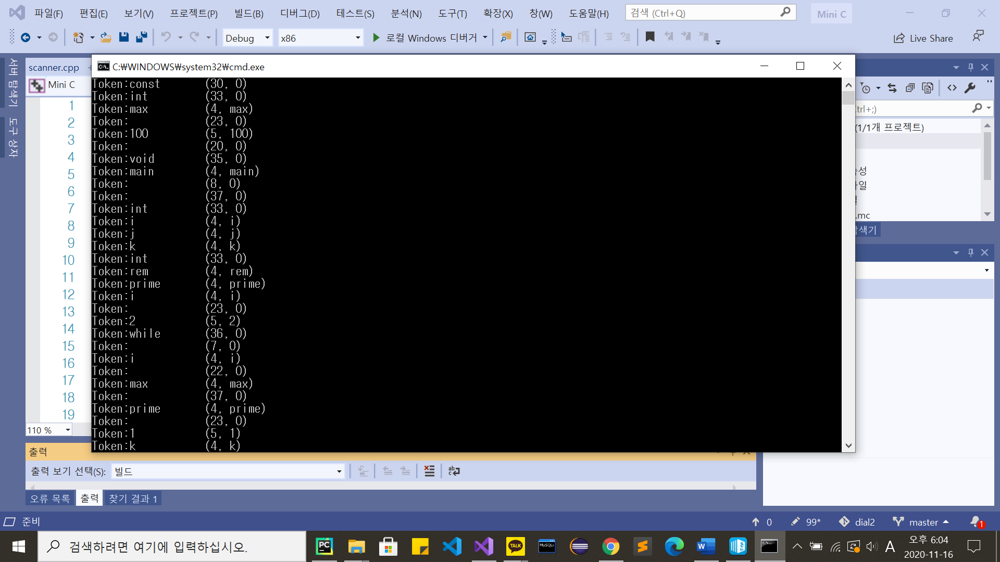 파일(F) 편집(E) 보기(V) 프로젝트(P) 빌드(B) 디버그(D) 테스트(S) 분석(N) 도구(T) 확장(X) 창(W) 도움말(H) 검색 (Ctrl+Q) Mini C
Debug x86 로컬 Windows 디버거 Live Share
서버 탐색기
도구 상자
scanner.cpp
Mini C
1
2
3
4
5
6
7
8
9
10
11
12
13
14
15
16
17
18
19
110 %
C:₩WINDOWS₩system32₩cmd.exe
Token:const (30, 0)
Token:int (33, 0)
Token:max (4, max)
Token: (23, 0)
Token:100 (5, 100)
Token: (20, 0)
Token:void (35, 0)
Token:main (4, main)
Token: (8, 0)
Token: (37, 0)
Token:int (33, 0)
Token:i (4, i)
Token:j (4, j)
Token:k (4, k)
Token:int (33, 0)
Token:rem (4, rem)
Token:prime (4, prime)
Token:i (4, i)
Token: (23, 0)
Token:2 (5, 2)
Token:while (36, 0)
Token: (7, 0)
Token:i (4, i)
Token: (22, 0)
Token:max (4, max)
Token: (37, 0)
Token:prime (4, prime)
Token: (23, 0)
Token:1 (5, 1)
Token:k (4, k)
trl+;)
(1/1개 프로젝트)
.mc
색기
출력
출력 보기 선택(S): 빌드
오류 목록 출력 찾기 결과 1
준비 0 99* dial2 master 1
검색하려면 여기에 입력하십시오. PC TALK MySQL W A 오후 6:04
2020-11-16